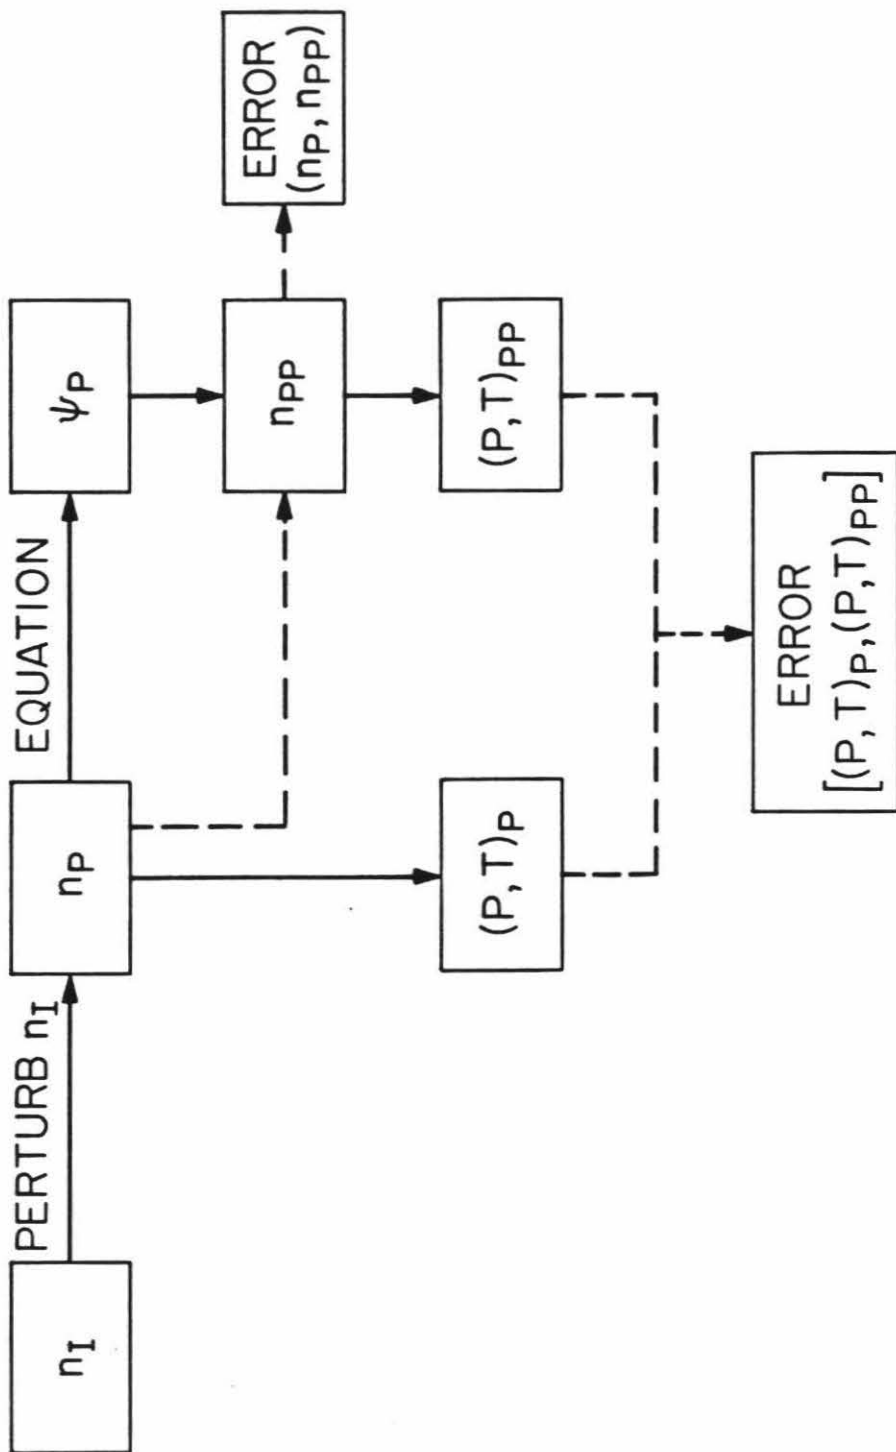 n_I
PERTURB n_I
n_P
EQUATION
ψ_P
n_PP
ERROR
(n_P, n_PP)
(P, T)_P
(P, T)_PP
ERROR
[(P, T)_P, (P, T)_PP]